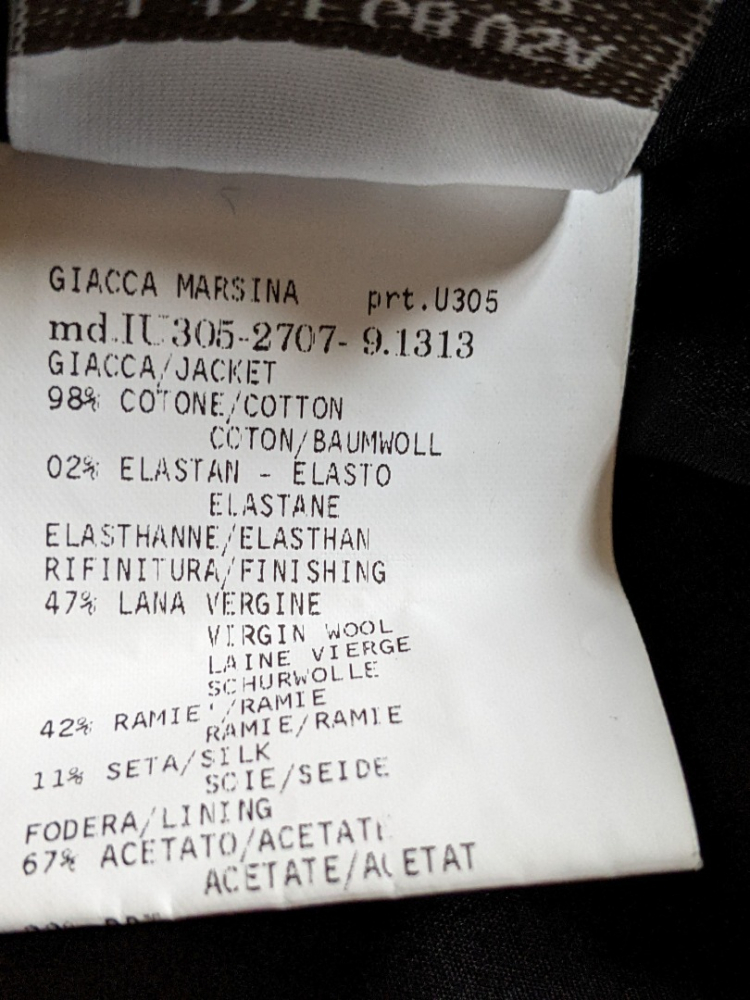 GIACCA MARSINA prt.U305
md.IU305-2707- 9.1313
GIACCA/JACKET
98% COTONE/COTTON
COTON/BAUMWOLL
02% ELASTAN - ELASTO
ELASTANE
ELASTHANNE/ELASTHAN
RIFINITURA/FINISHING
47% LANA VERGINE
VIRGIN WOOL
LAINE VIERGE
SCHURWOLLE
42% RAMIE'/RAMIE
RAMIE/RAMIE
11% SETA/SILK
SOIE/SEIDE
FODERA/LINING
67% ACETATO/ACETATE
ACETATE/ACETAT